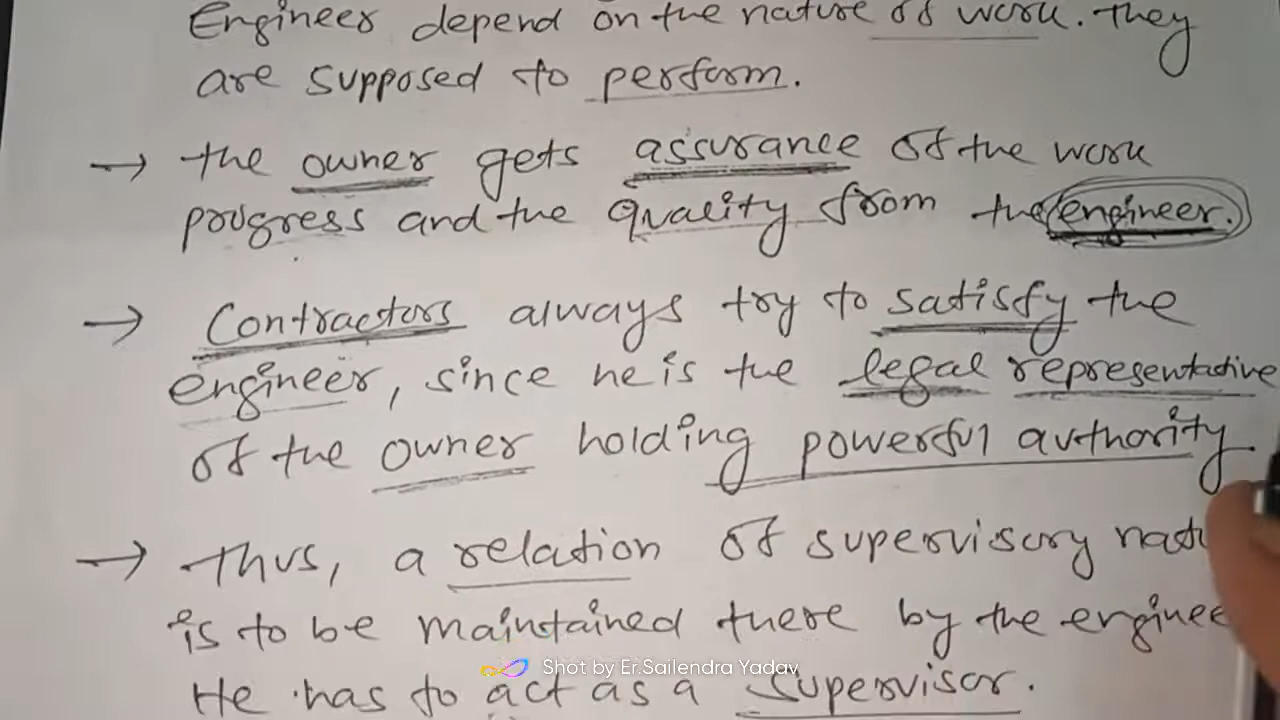 Engineer depend on the nature of work. They
are supposed to perform.
→ the owner gets assurance of the work
progress and the quality from the engineer.
→ Contractors always try to satisfy the
engineer, since he is the legal representative
of the owner holding powerful authority.
→ Thus, a relation of supervisory natu
is to be maintained there by the enginee
Shot by Er.Sailendra Yadav
He has to act as a supervisor.